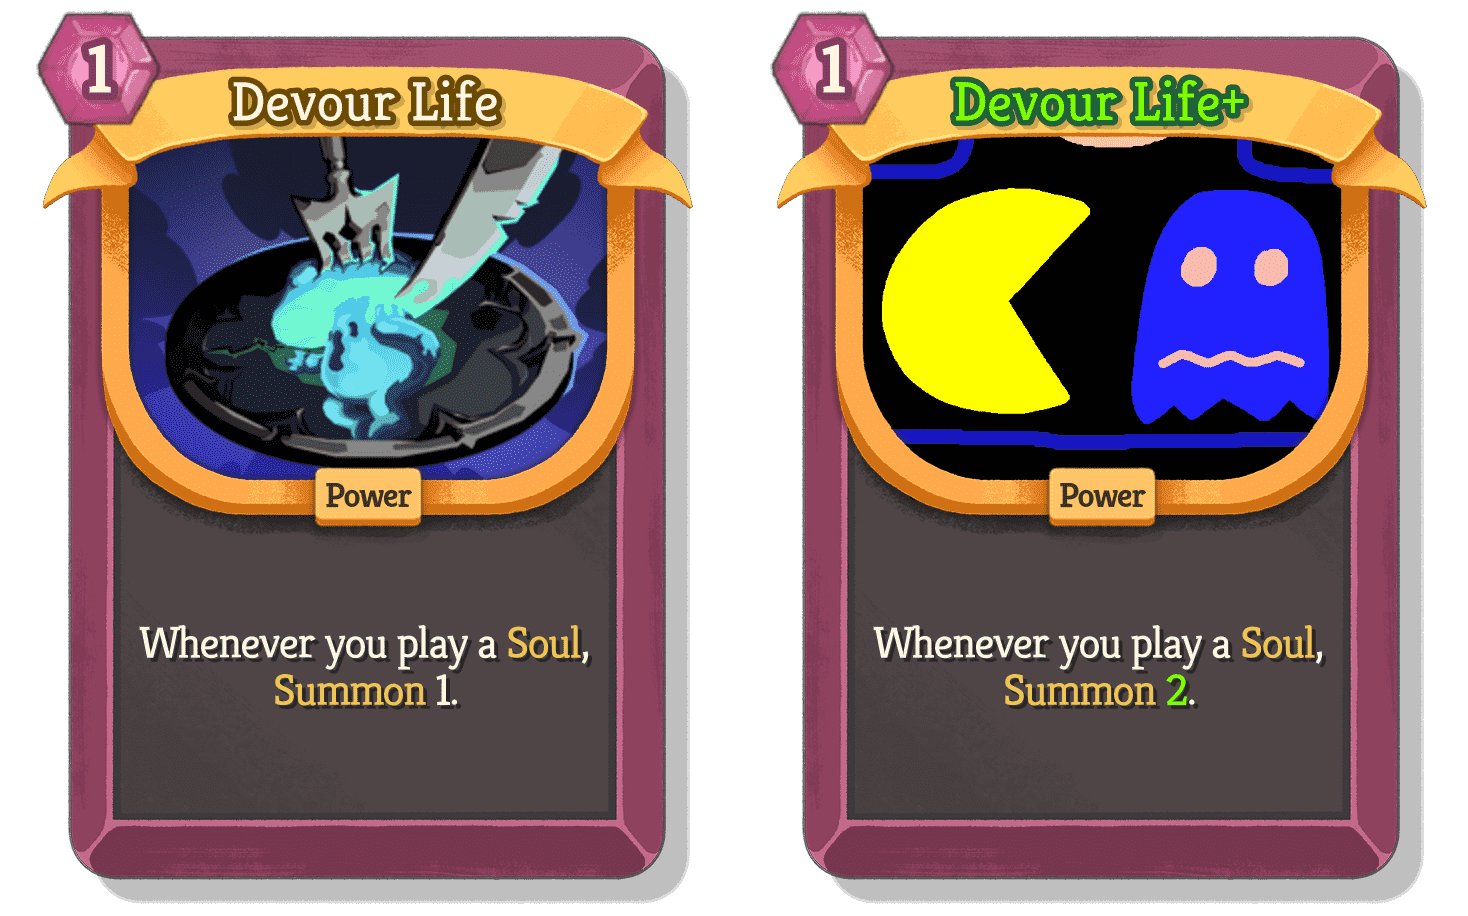 1
Devour Life
Power
Whenever you play a Soul,
Summon 1.
1
Devour Life+
Power
Whenever you play a Soul,
Summon 2.